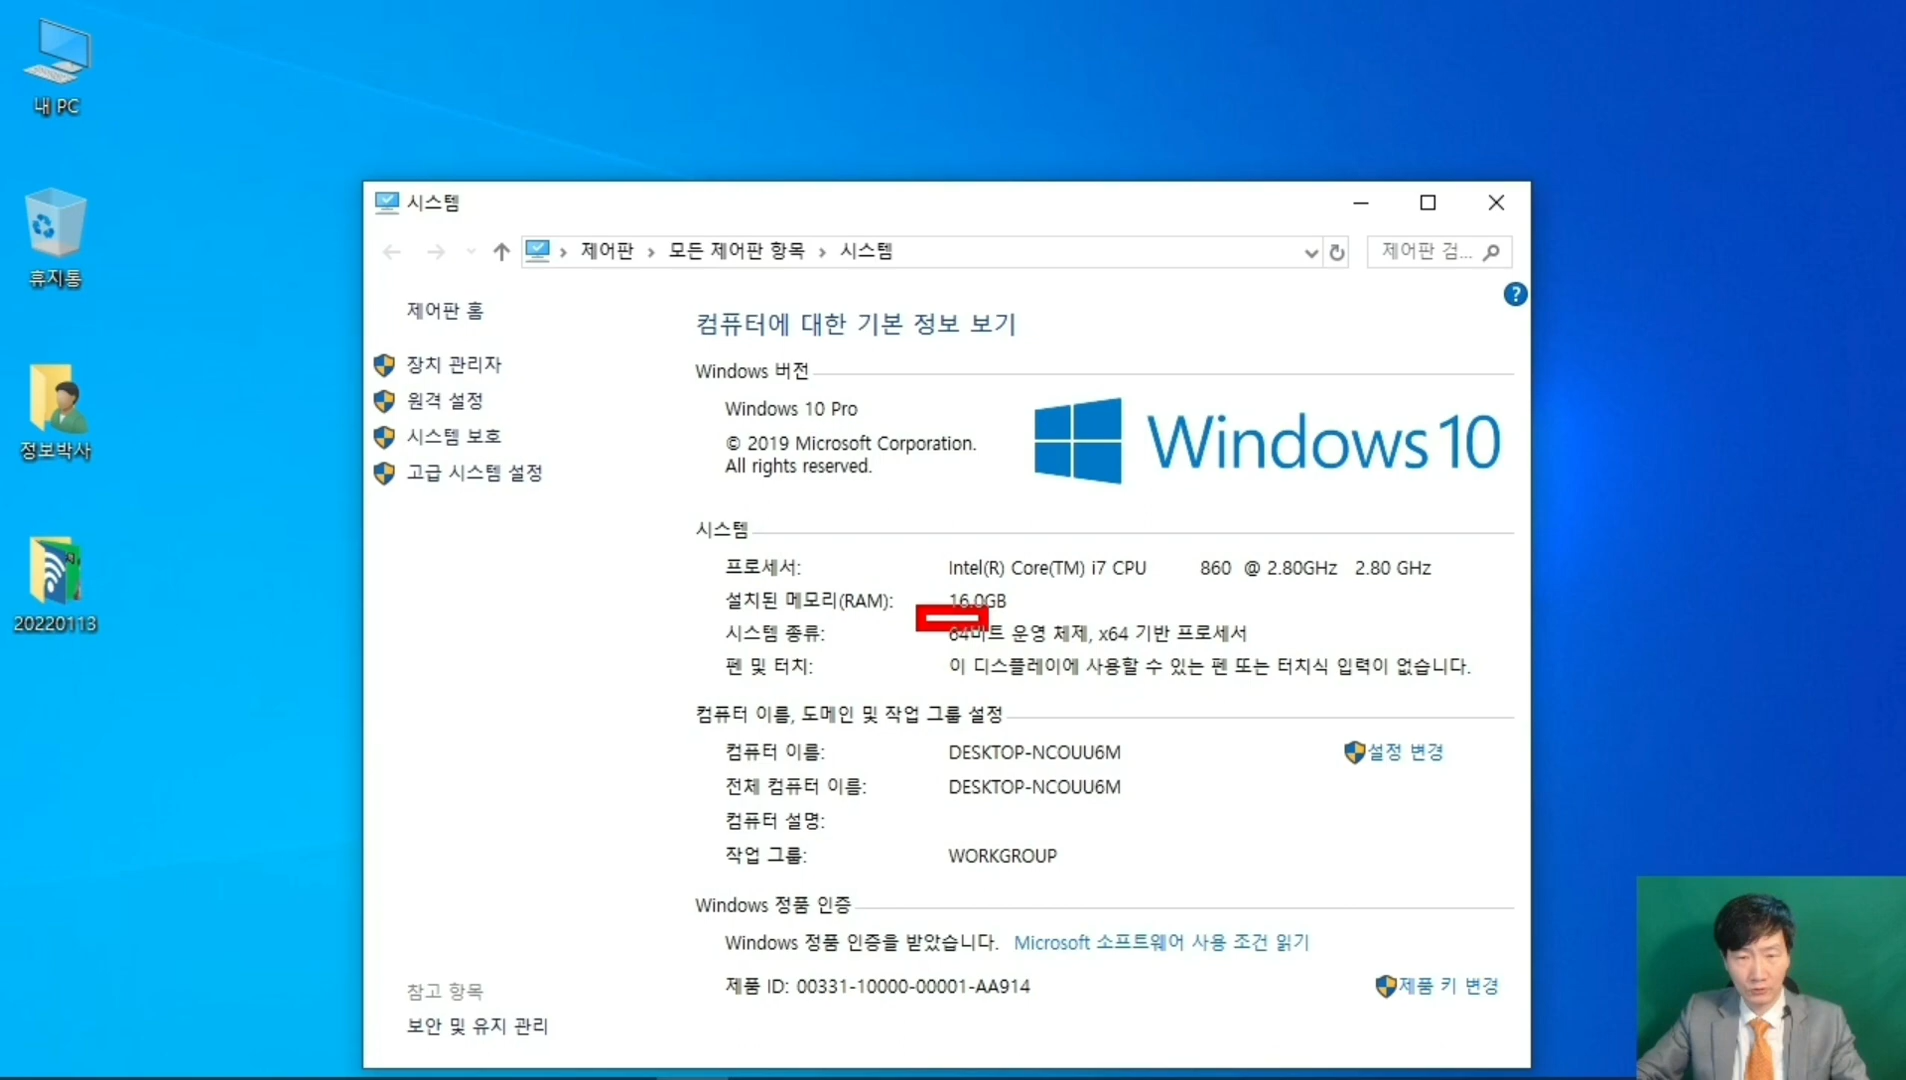 내 PC
휴지통
정보박사
20220113
시스템
제어판 › 모든 제어판 항목 › 시스템
제어판 검...
제어판 홈
장치 관리자
원격 설정
시스템 보호
고급 시스템 설정
컴퓨터에 대한 기본 정보 보기
Windows 버전
Windows 10 Pro
© 2019 Microsoft Corporation.
All rights reserved.
Windows 10
시스템
프로세서: Intel(R) Core(TM) i7 CPU 860 @ 2.80GHz 2.80 GHz
설치된 메모리(RAM): 16.0GB
시스템 종류: 64비트 운영 체제, x64 기반 프로세서
펜 및 터치: 이 디스플레이에 사용할 수 있는 펜 또는 터치식 입력이 없습니다.
컴퓨터 이름, 도메인 및 작업 그룹 설정
컴퓨터 이름: DESKTOP-NCOUU6M 설정 변경
전체 컴퓨터 이름: DESKTOP-NCOUU6M
컴퓨터 설명:
작업 그룹: WORKGROUP
Windows 정품 인증
Windows 정품 인증을 받았습니다. Microsoft 소프트웨어 사용 조건 읽기
제품 ID: 00331-10000-00001-AA914 제품 키 변경
참고 항목
보안 및 유지 관리